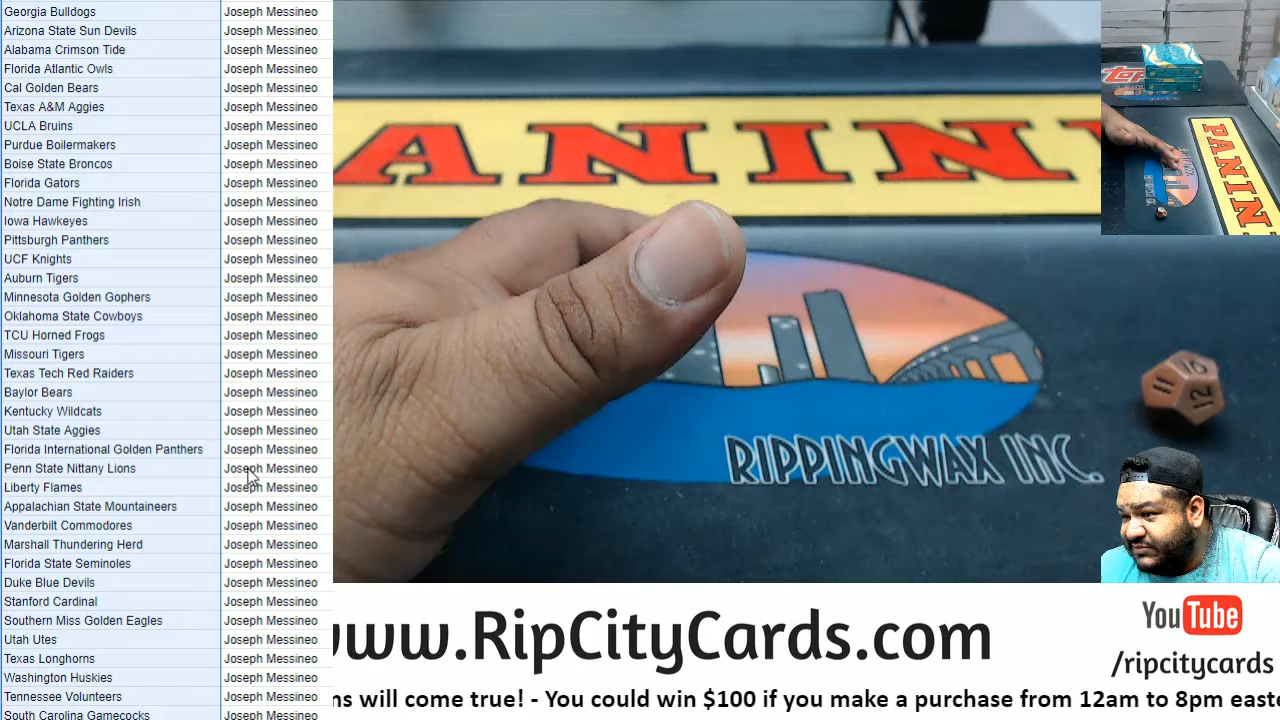 Georgia Bulldogs Joseph Messineo
Arizona State Sun Devils Joseph Messineo
Alabama Crimson Tide Joseph Messineo
Florida Atlantic Owls Joseph Messineo
Cal Golden Bears Joseph Messineo
Texas A&M Aggies Joseph Messineo
UCLA Bruins Joseph Messineo
Purdue Boilermakers Joseph Messineo
Boise State Broncos Joseph Messineo
Florida Gators Joseph Messineo
Notre Dame Fighting Irish Joseph Messineo
Iowa Hawkeyes Joseph Messineo
Pittsburgh Panthers Joseph Messineo
UCF Knights Joseph Messineo
Auburn Tigers Joseph Messineo
Minnesota Golden Gophers Joseph Messineo
Oklahoma State Cowboys Joseph Messineo
TCU Horned Frogs Joseph Messineo
Missouri Tigers Joseph Messineo
Texas Tech Red Raiders Joseph Messineo
Baylor Bears Joseph Messineo
Kentucky Wildcats Joseph Messineo
Utah State Aggies Joseph Messineo
Florida International Golden Panthers Joseph Messineo
Penn State Nittany Lions Joseph Messineo
Liberty Flames Joseph Messineo
Appalachian State Mountaineers Joseph Messineo
Vanderbilt Commodores Joseph Messineo
Marshall Thundering Herd Joseph Messineo
Florida State Seminoles Joseph Messineo
Duke Blue Devils Joseph Messineo
Stanford Cardinal Joseph Messineo
Southern Miss Golden Eagles Joseph Messineo
Utah Utes Joseph Messineo
Texas Longhorns Joseph Messineo
Washington Huskies Joseph Messineo
Tennessee Volunteers Joseph Messineo
South Carolina Gamecocks Joseph Messineo
ANIN
RIPPINGWAX INC.
11
12
PANIN
www.RipCityCards.com
YouTube
/ripcitycards
ns will come true! - You could win $100 if you make a purchase from 12am to 8pm easte